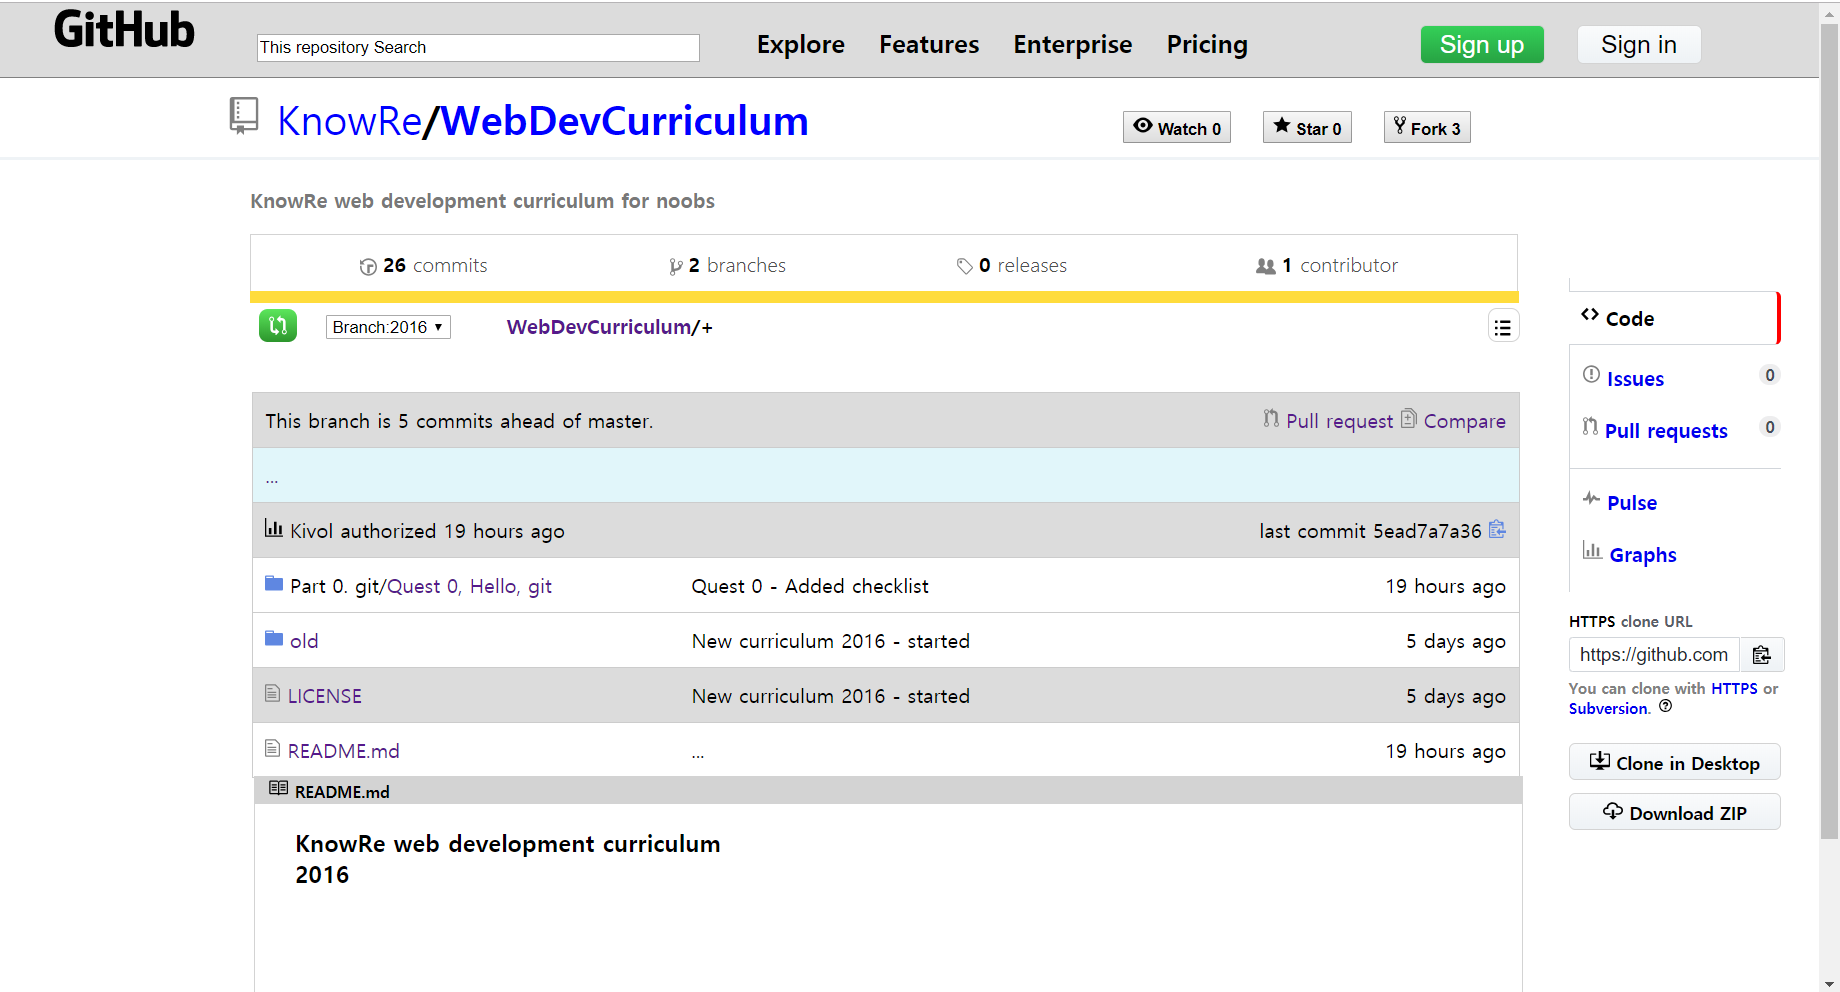 GitHub
This repository Search
Explore Features Enterprise Pricing
Sign up Sign in
KnowRe/WebDevCurriculum
Watch 0 Star 0 Fork 3
KnowRe web development curriculum for noobs
26 commits 2 branches 0 releases 1 contributor
Branch:2016 WebDevCurriculum/+
This branch is 5 commits ahead of master. Pull request Compare
...
Kivol authorized 19 hours ago last commit 5ead7a7a36
Part 0. git/Quest 0, Hello, git Quest 0 - Added checklist 19 hours ago
old New curriculum 2016 - started 5 days ago
LICENSE New curriculum 2016 - started 5 days ago
README.md ... 19 hours ago
README.md
KnowRe web development curriculum
2016
Code
Issues 0
Pull requests 0
Pulse
Graphs
HTTPS clone URL
https://github.com
You can clone with HTTPS or
Subversion.
Clone in Desktop
Download ZIP